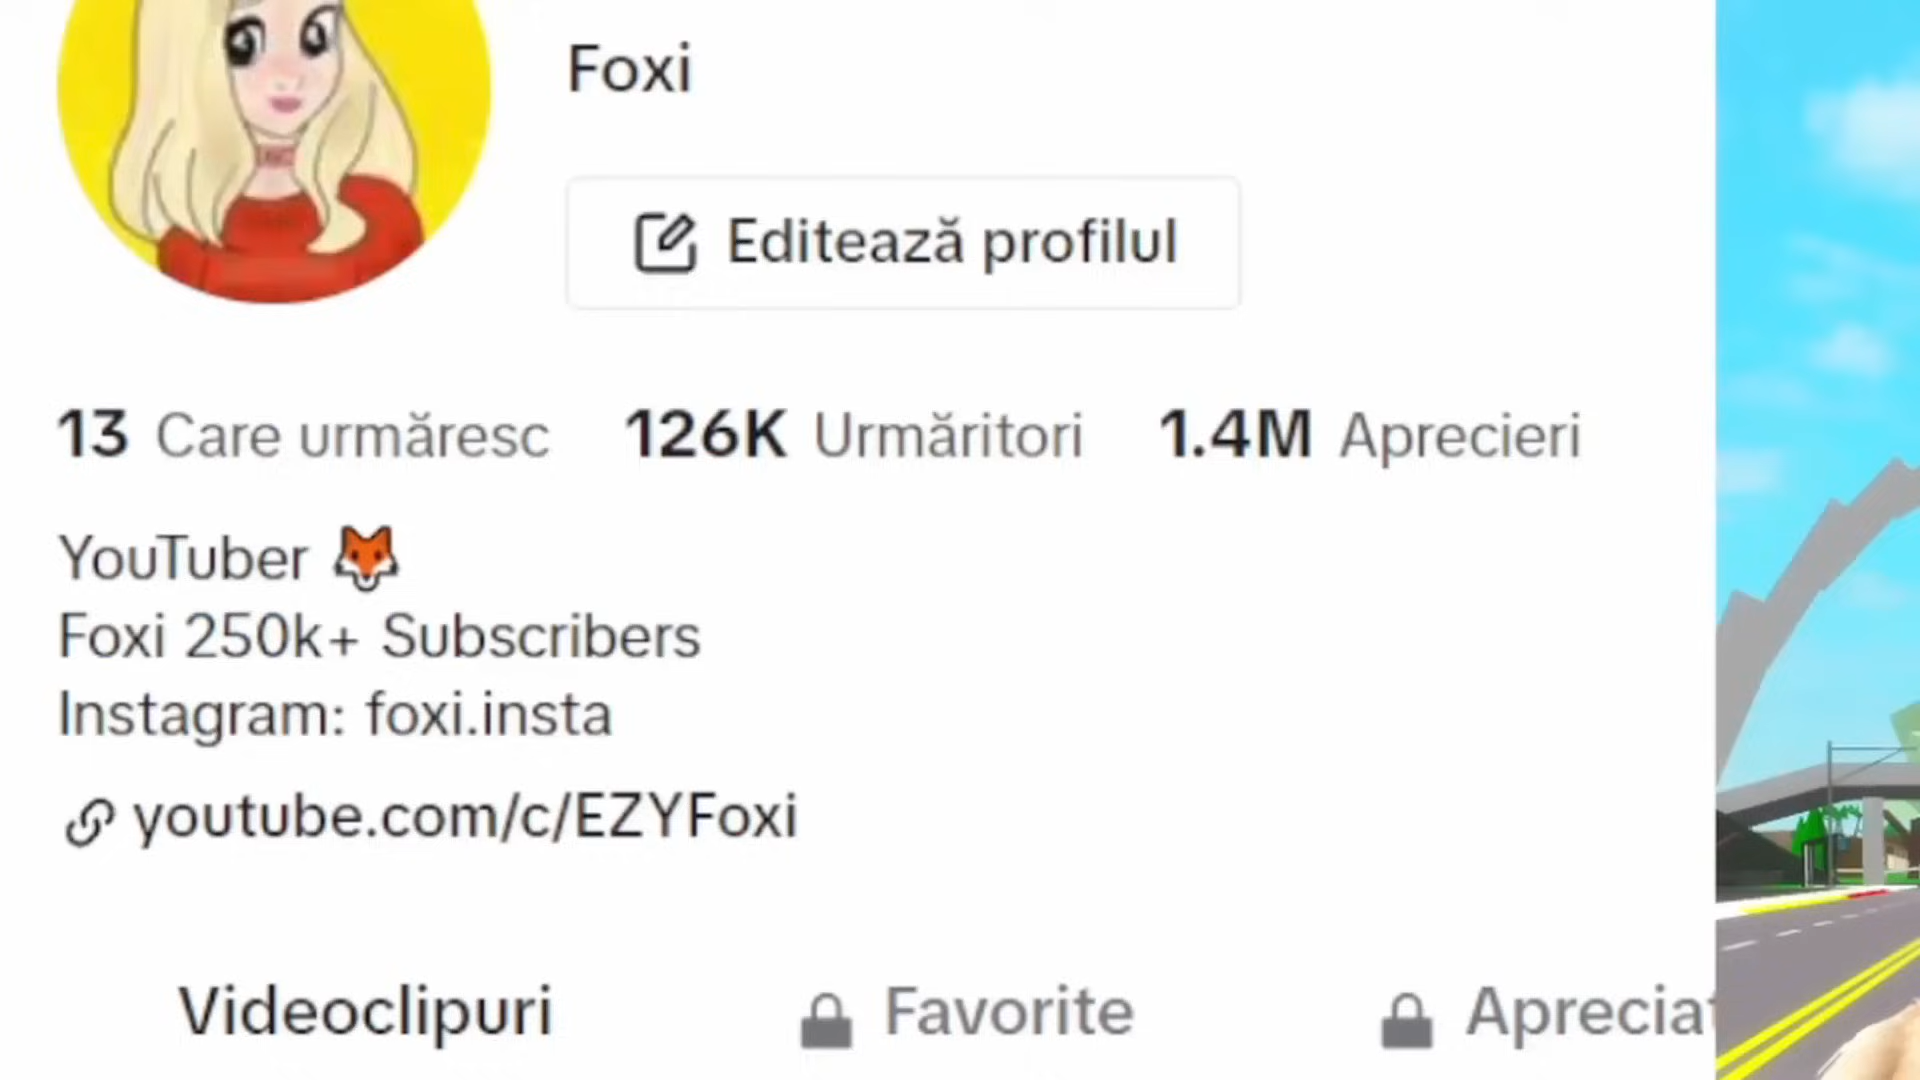 Foxi
Editează profilul
13 Care urmăresc 126K Urmăritori 1.4M Aprecieri
YouTuber 🦊
Foxi 250k+ Subscribers
Instagram: foxi.insta
youtube.com/c/EZYFoxi
Videoclipuri Favorite